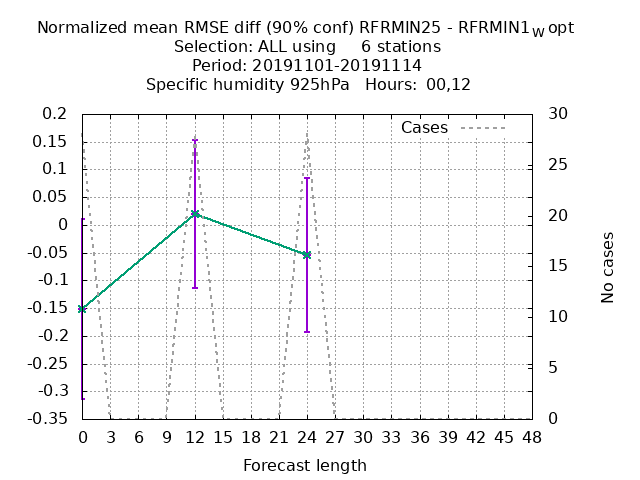 Normalized mean RMSE diff (90% conf) RFRMIN25 - RFRMIN1wopt
Selection: ALL using 6 stations
Period: 20191101-20191114
Specific humidity 925hPa Hours: 00,12
Cases
0.2
0.15
0.1
0.05
0
-0.05
-0.1
-0.15
-0.2
-0.25
-0.3
-0.35
30
25
20
15
10
5
0
No cases
0 3 6 9 12 15 18 21 24 27 30 33 36 39 42 45 48
Forecast length